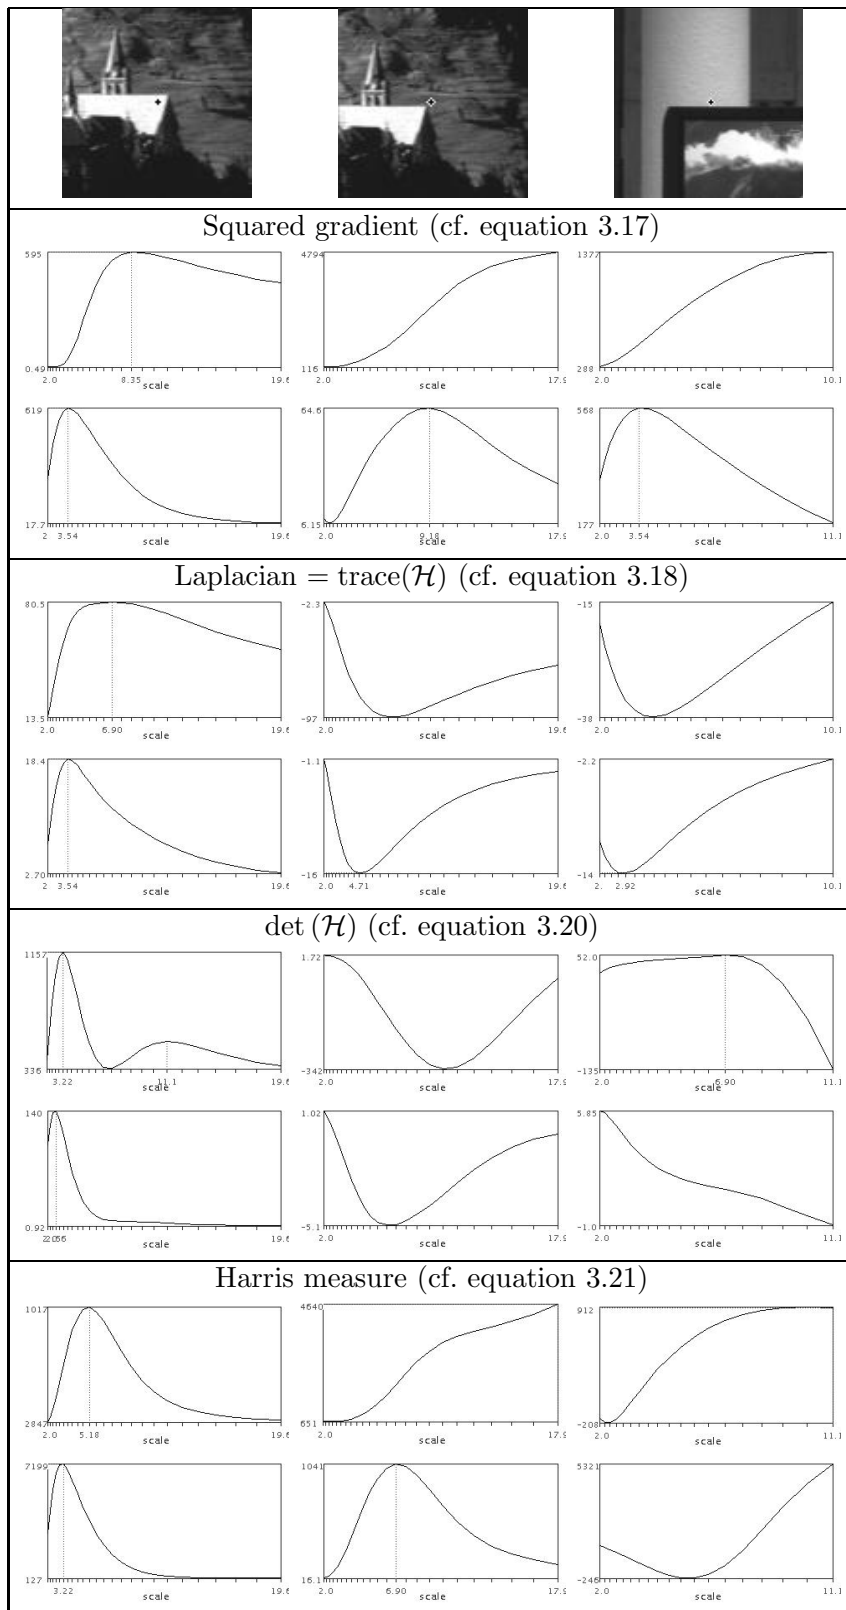 Squared gradient (cf. equation 3.17)
595 4794 1377
0.49 116 288
2.0 8.35 19.6 2.0 17.9 2.0 10.1
scale scale scale
619 64.6 568
17.7 6.15 177
2 3.54 19.6 2.0 9.18 17.9 2.0 3.54 11.1
scale scale scale
Laplacian = trace(ℋ) (cf. equation 3.18)
80.5 -2.3 -15
13.5 -97 -38
2.0 6.90 19.6 2.0 19.6 2.0 10.1
scale scale scale
18.4 -1.1 -2.2
2.70 -16 -14
2 3.54 19.6 2.0 4.71 19.6 2. 2.92 10.1
scale scale scale
det (ℋ) (cf. equation 3.20)
1157 1.72 52.0
336 -342 -135
3.22 11.1 19.6 2.0 17.9 2.0 6.90 11.1
scale scale scale
140 1.02 5.85
0.92 -5.1 -1.0
19.6 2.0 17.9 2.0 11.1
scale scale scale
Harris measure (cf. equation 3.21)
1017 4640 912
2847 651 -208
2.0 5.18 19.6 2.0 17.9 2.0 11.1
scale scale scale
7199 1041 5321
127 16.1 -246
3.22 19.6 2.0 6.90 17.9 2.0 11.1
scale scale scale